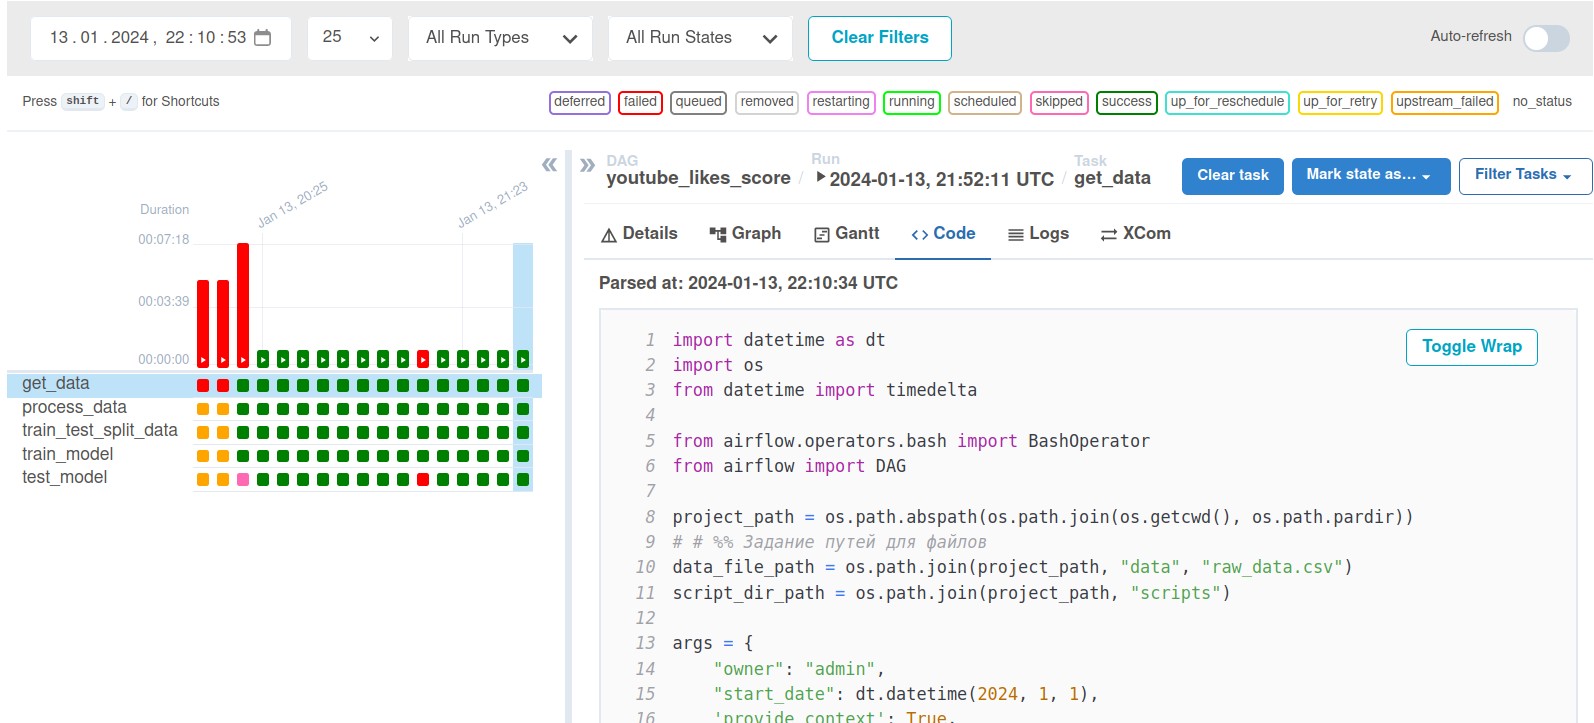 13 . 01 . 2024 , 22 : 10 : 53
25
All Run Types
All Run States
Clear Filters
Auto-refresh
Press shift + / for Shortcuts
deferred failed queued removed restarting running scheduled skipped success up_for_reschedule up_for_retry upstream_failed no_status
Duration
Jan 13, 20:25
Jan 13, 21:23
00:07:18
00:03:39
00:00:00
get_data
process_data
train_test_split_data
train_model
test_model
DAG
youtube_likes_score
/
Run
2024-01-13, 21:52:11 UTC
/
Task
get_data
Clear task
Mark state as...
Filter Tasks
Details
Graph
Gantt
<> Code
Logs
XCom
Parsed at: 2024-01-13, 22:10:34 UTC
Toggle Wrap
1 import datetime as dt
2 import os
3 from datetime import timedelta
4
5 from airflow.operators.bash import BashOperator
6 from airflow import DAG
7
8 project_path = os.path.abspath(os.path.join(os.getcwd(), os.path.pardir))
9 # # %% Задание путей для файлов
10 data_file_path = os.path.join(project_path, "data", "raw_data.csv")
11 script_dir_path = os.path.join(project_path, "scripts")
12
13 args = {
14     "owner": "admin",
15     "start_date": dt.datetime(2024, 1, 1),
16     'provide_context': True,